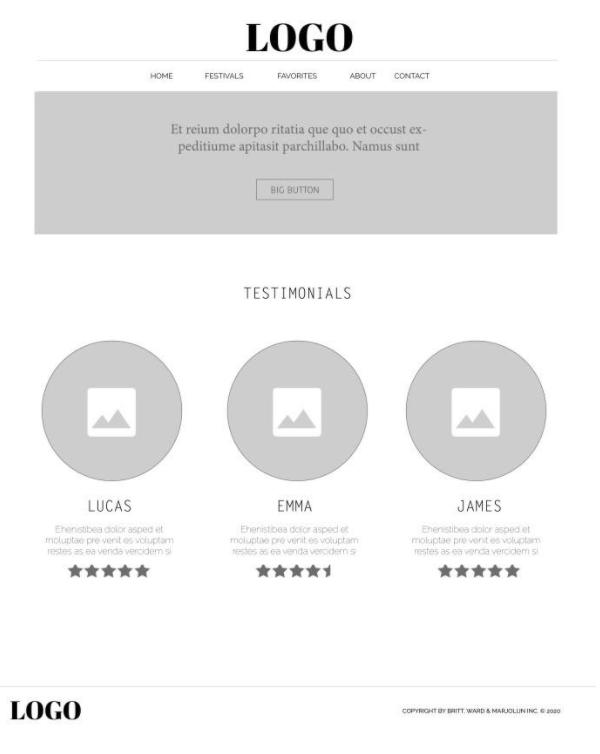 LOGO
HOME FESTIVALS FAVORITES ABOUT CONTACT
Et reium dolorpo ritatia que quo et occust ex-
peditiume apitasit parchillabo. Namus sunt
BIG BUTTON
TESTIMONIALS
LUCAS
Ehenistibea dolor asped et
moluptae pre venit es voluptam
restes as ea venda vercidem si
EMMA
Ehenistibea dolor asped et
moluptae pre venit es voluptam
restes as ea venda vercidem si
JAMES
Ehenistibea dolor asped et
moluptae pre venit es voluptam
restes as ea venda vercidem si
LOGO
COPYRIGHT BY BRITT, WARD & MARJOLIJN INC. © 2020